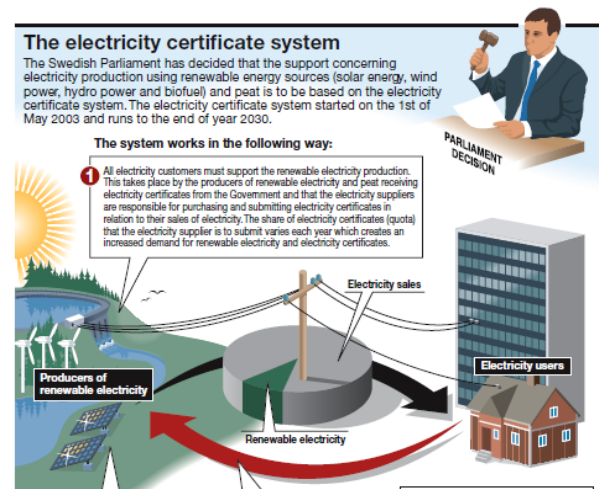 The electricity certificate system
The Swedish Parliament has decided that the support concerning
electricity production using renewable energy sources (solar energy, wind
power, hydro power and biofuel) and peat is to be based on the electricity
certificate system. The electricity certificate system started on the 1st of
May 2003 and runs to the end of year 2030.
PARLIAMENT
DECISION
The system works in the following way:
1 All electricity customers must support the renewable electricity production.
This takes place by the producers of renewable electricity and peat receiving
electricity certificates from the Government and that the electricity suppliers
are responsible for purchasing and submitting electricity certificates in
relation to their sales of electricity. The share of electricity certificates (quota)
that the electricity supplier is to submit varies each year which creates an
increased demand for renewable electricity and electricity certificates.
Electricity sales
Electricity users
Producers of
renewable electricity
Renewable electricity